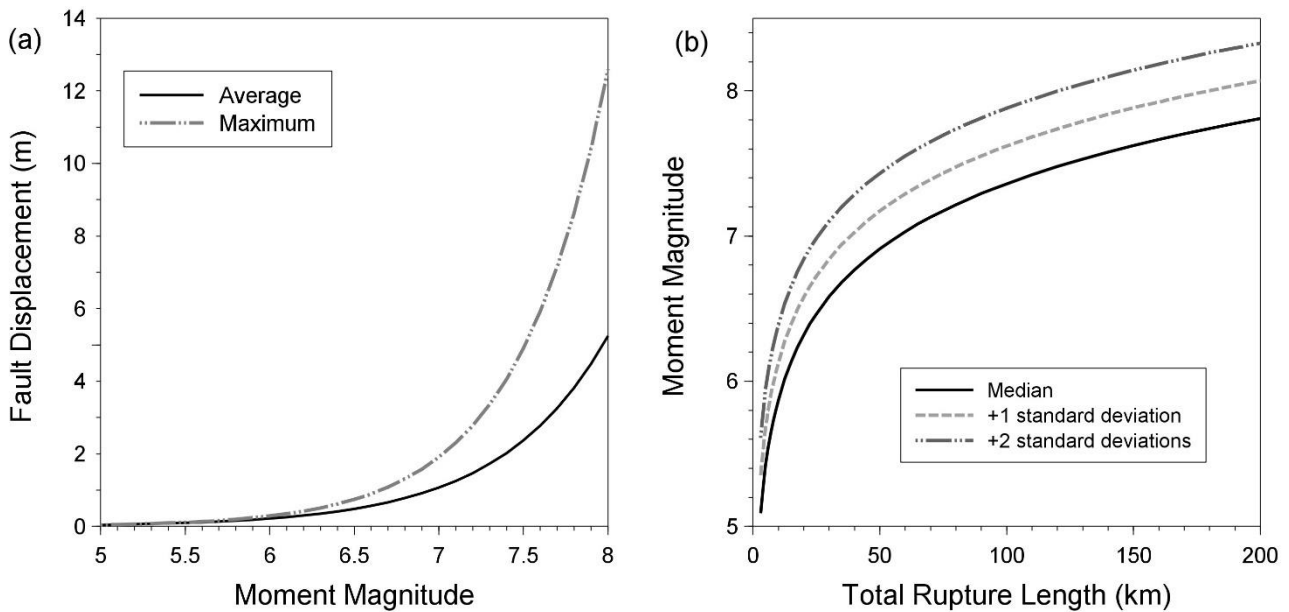 (a)
Fault Displacement (m)
14
12
10
8
6
4
2
0
Average
Maximum
5
5.5
6
6.5
7
7.5
8
Moment Magnitude
(b)
Moment Magnitude
8
7
6
5
Median
+1 standard deviation
+2 standard deviations
0
50
100
150
200
Total Rupture Length (km)